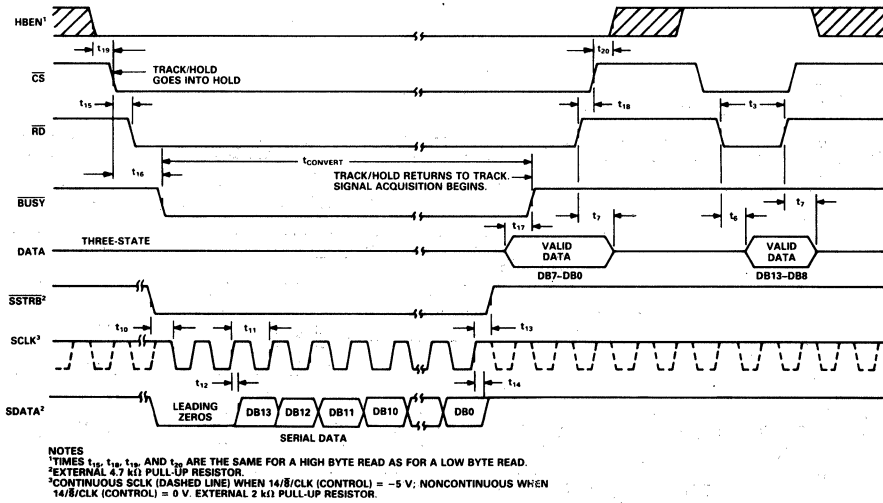 HBEN¹
t19
t20
CS
TRACK/HOLD
GOES INTO HOLD
t15
t18
t3
RD
t16
tCONVERT
TRACK/HOLD RETURNS TO TRACK.
SIGNAL ACQUISITION BEGINS.
BUSY
t17
t7
t6
t7
DATA
THREE-STATE
VALID
DATA
VALID
DATA
DB7–DB0
DB13–DB8
SSTRB²
t10
t11
t13
SCLK³
t12
t14
SDATA²
LEADING
ZEROS
DB13
DB12
DB11
DB10
DB0
SERIAL DATA
NOTES
¹TIMES t15, t18, t19, AND t20 ARE THE SAME FOR A HIGH BYTE READ AS FOR A LOW BYTE READ.
²EXTERNAL 4.7 kΩ PULL-UP RESISTOR.
³CONTINUOUS SCLK (DASHED LINE) WHEN 14/8̅/CLK (CONTROL) = −5 V; NONCONTINUOUS WHEN
14/8̅/CLK (CONTROL) = 0 V. EXTERNAL 2 kΩ PULL-UP RESISTOR.